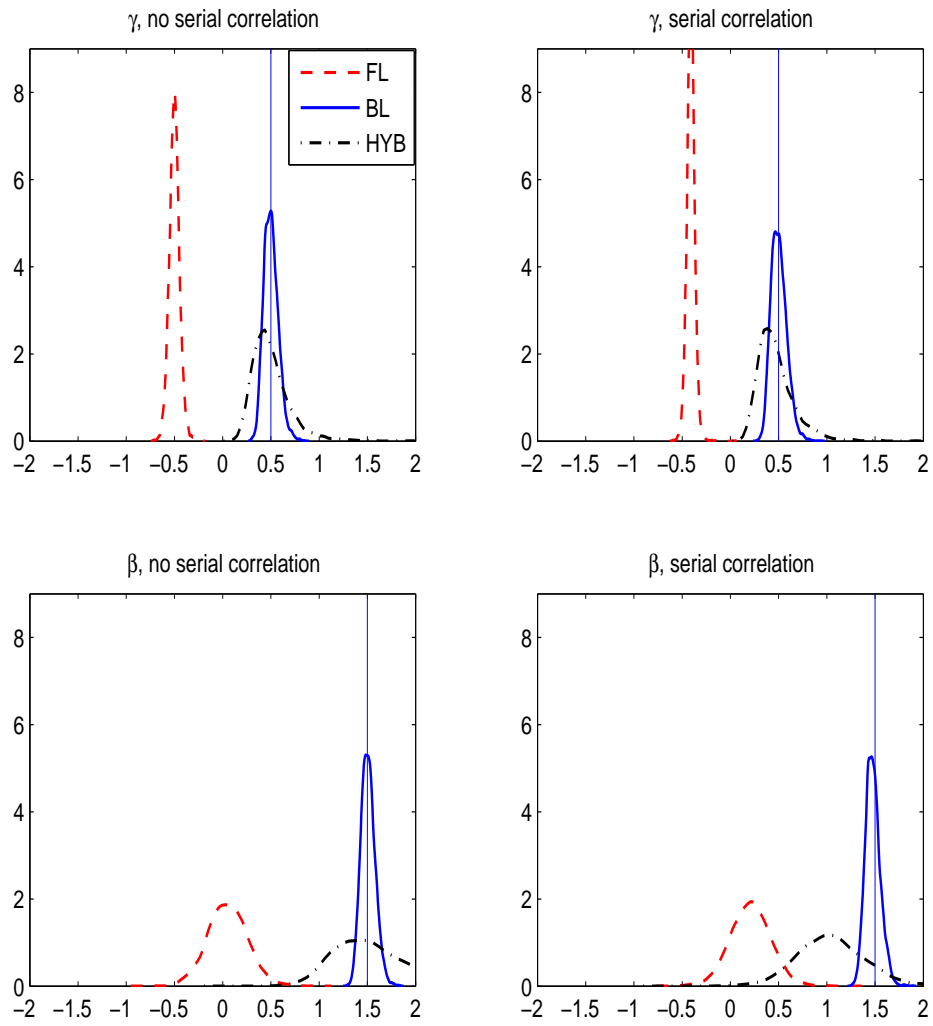 γ, no serial correlation
FL
BL
HYB
8
6
4
2
0
−2 −1.5 −1 −0.5 0 0.5 1 1.5 2
γ, serial correlation
8
6
4
2
0
−2 −1.5 −1 −0.5 0 0.5 1 1.5 2
β, no serial correlation
8
6
4
2
0
−2 −1.5 −1 −0.5 0 0.5 1 1.5 2
β, serial correlation
8
6
4
2
0
−2 −1.5 −1 −0.5 0 0.5 1 1.5 2